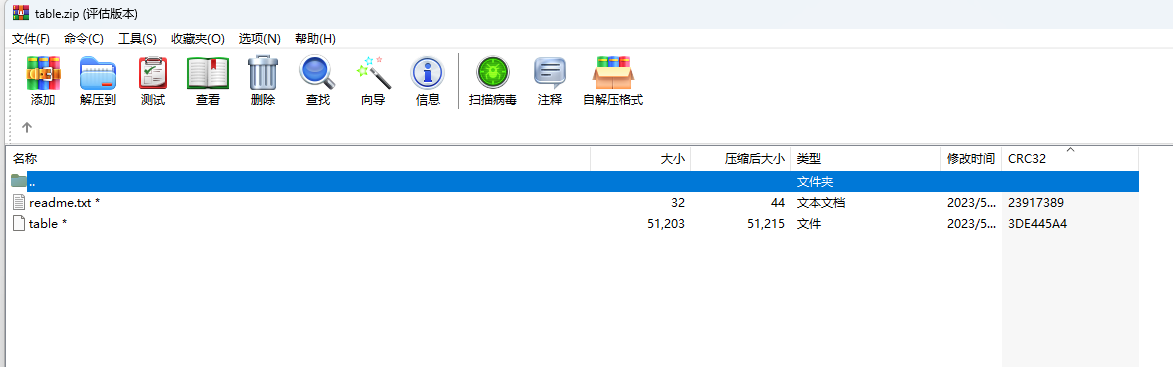 table.zip (评估版本)
文件(F) 命令(C) 工具(S) 收藏夹(O) 选项(N) 帮助(H)
添加 解压到 测试 查看 删除 查找 向导 信息 扫描病毒 注释 自解压格式
名称 大小 压缩后大小 类型 修改时间 CRC32
.. 文件夹
readme.txt * 32 44 文本文档 2023/5... 23917389
table * 51,203 51,215 文件 2023/5... 3DE445A4